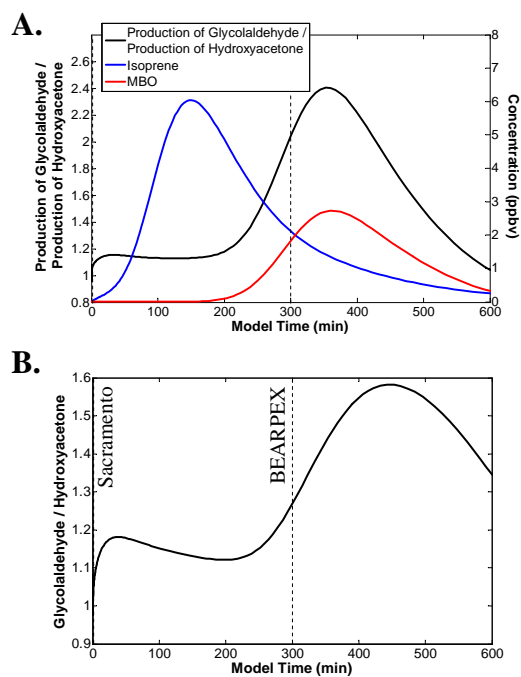 A.
Production of Glycolaldehyde /
Production of Hydroxyacetone
Isoprene
MBO
Production of Glycolaldehyde /
Production of Hydroxyacetone
2.4
2.2
2
1.8
1.6
1.4
1.2
1
0.8
8
7
6
5
4
3
2
1
0
Concentration (ppbv)
0 100 200 300 400 500 600
Model Time (min)
B.
Glycolaldehyde / Hydroxyacetone
1.6
1.5
1.4
1.3
1.2
1.1
1
0.9
Sacramento
BEARPEX
0 100 200 300 400 500 600
Model Time (min)